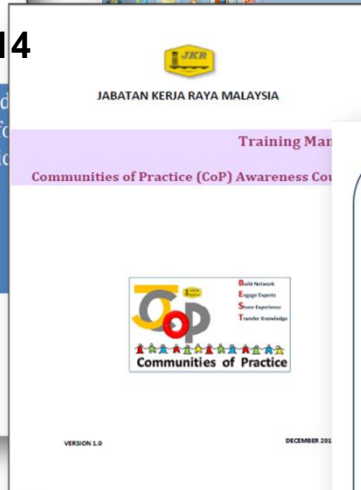 14
JKR
JABATAN KERJA RAYA MALAYSIA
Training Man
Communities of Practice (CoP) Awareness Cou
CoP
Build Network
Engage Experts
Share Experience
Transfer Knowledge
Communities of Practice
VERSION 1.0
DECEMBER 201